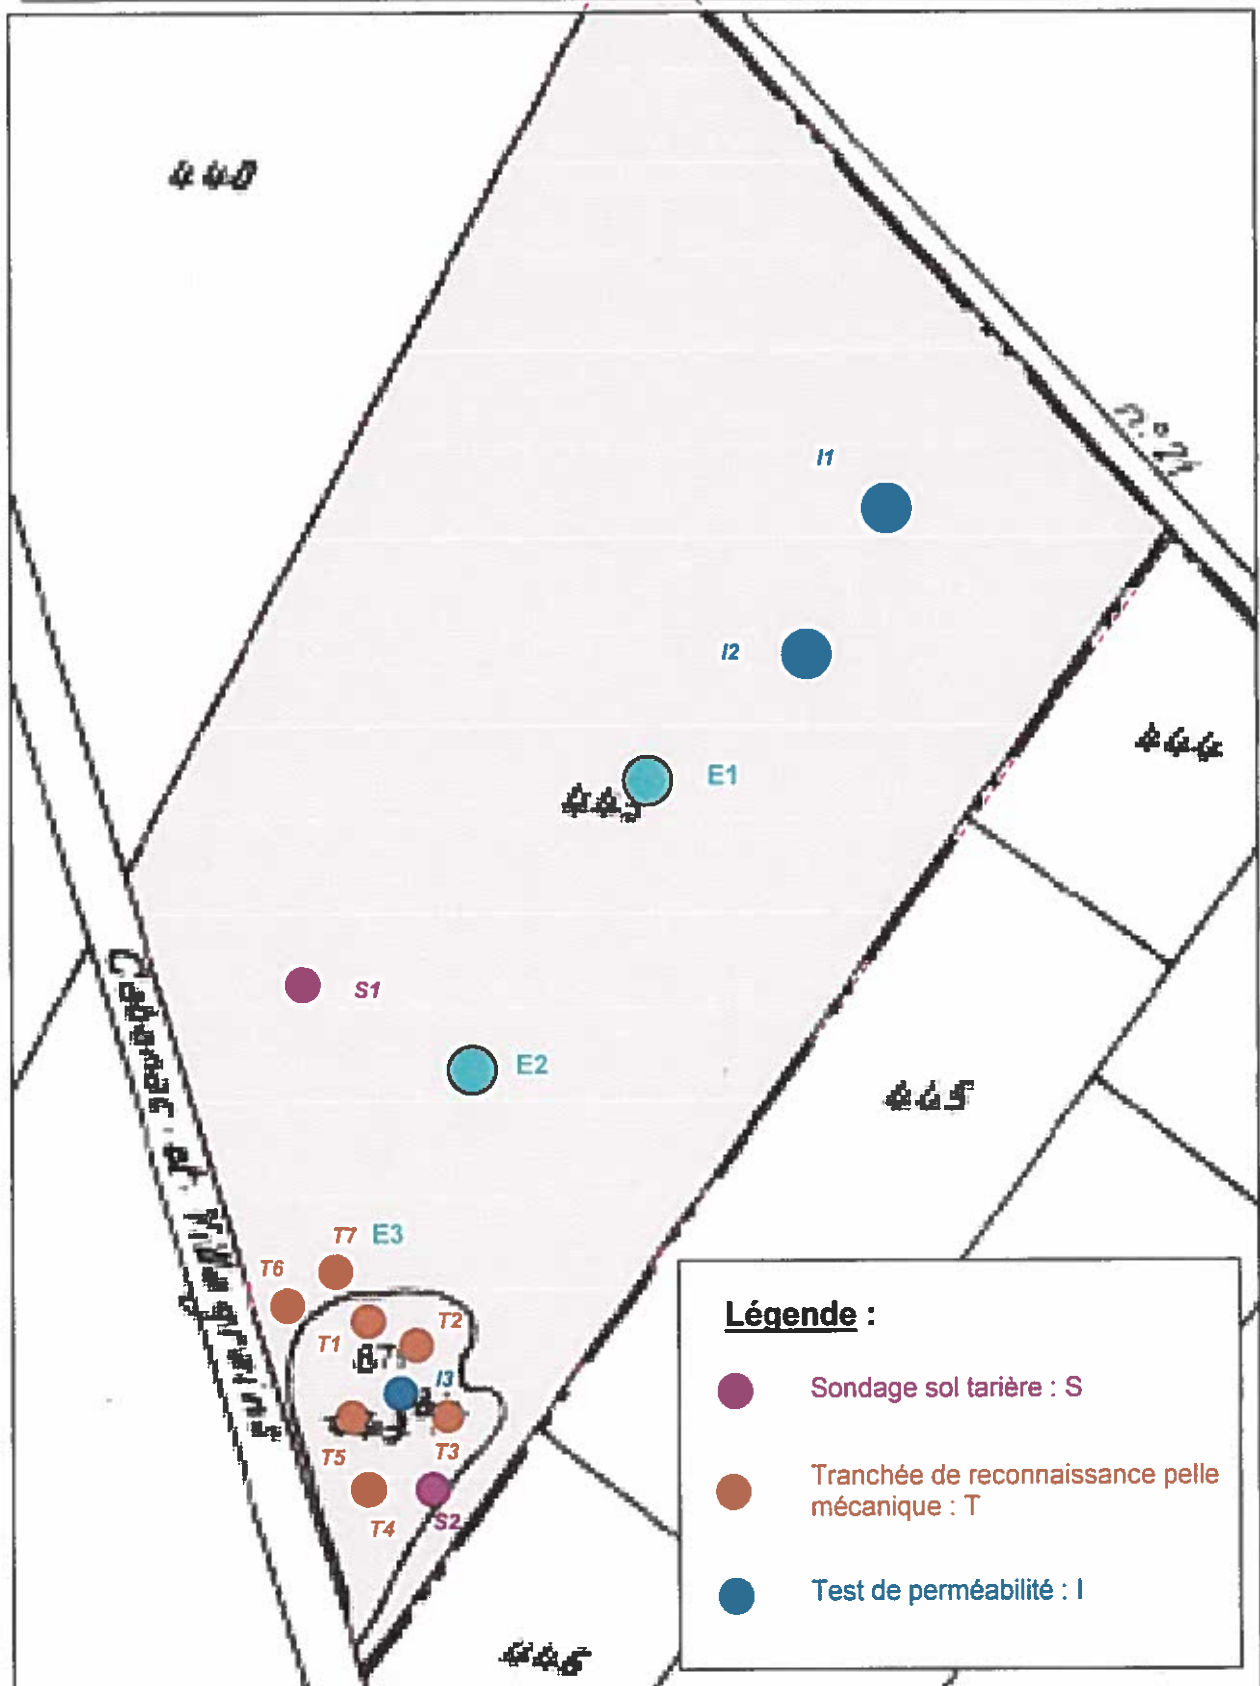 440
n.°
I1
I2
444
E1
S1
E2
445
T7 E3
T6
T2
T1
I3
T5
T3
T4
S2
446
Légende :
Sondage sol tarière : S
Tranchée de reconnaissance pelle
mécanique : T
Test de perméabilité : I